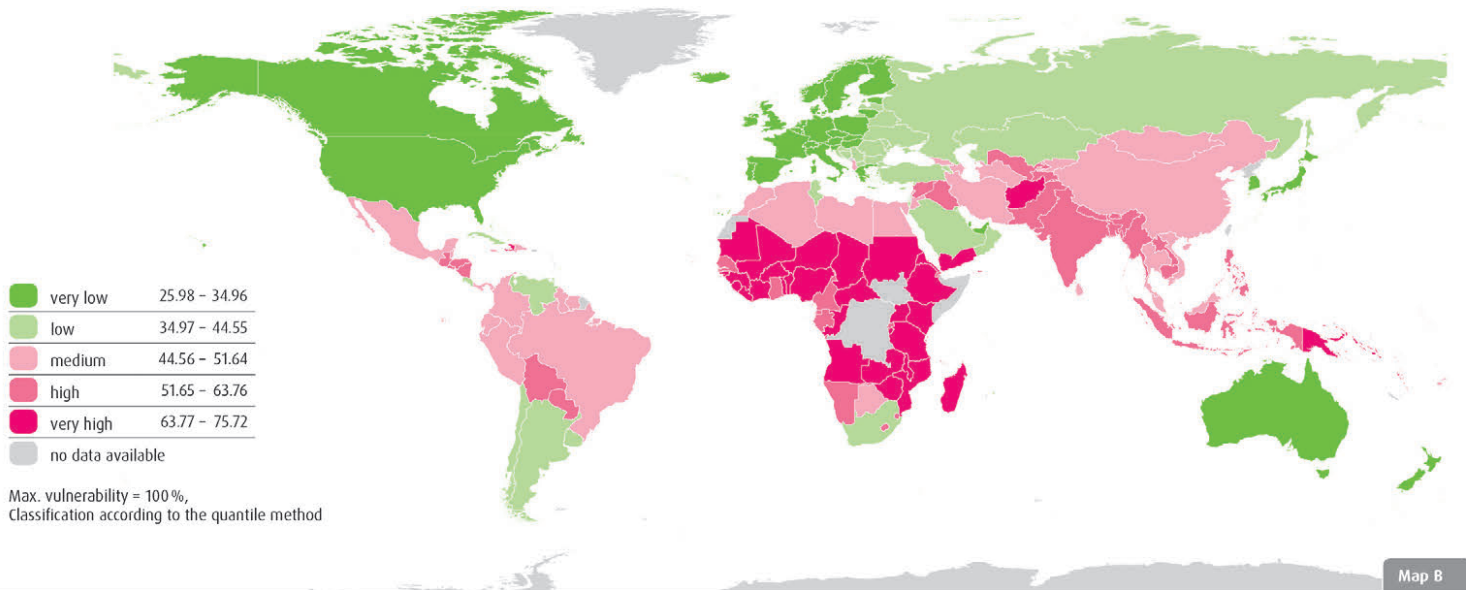 very low 25.98 – 34.96
low 34.97 – 44.55
medium 44.56 – 51.64
high 51.65 – 63.76
very high 63.77 – 75.72
no data available
Max. vulnerability = 100 %,
Classification according to the quantile method
Map B